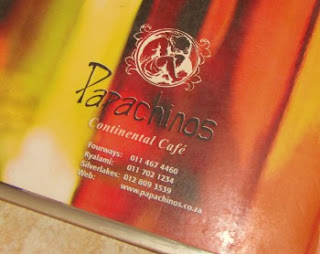 Papachinos
Continental Café
Fourways: 011 467 4460
Kyalami: 011 702 1234
Silverlakes: 012 809 3539
Web: www.papachinos.co.za